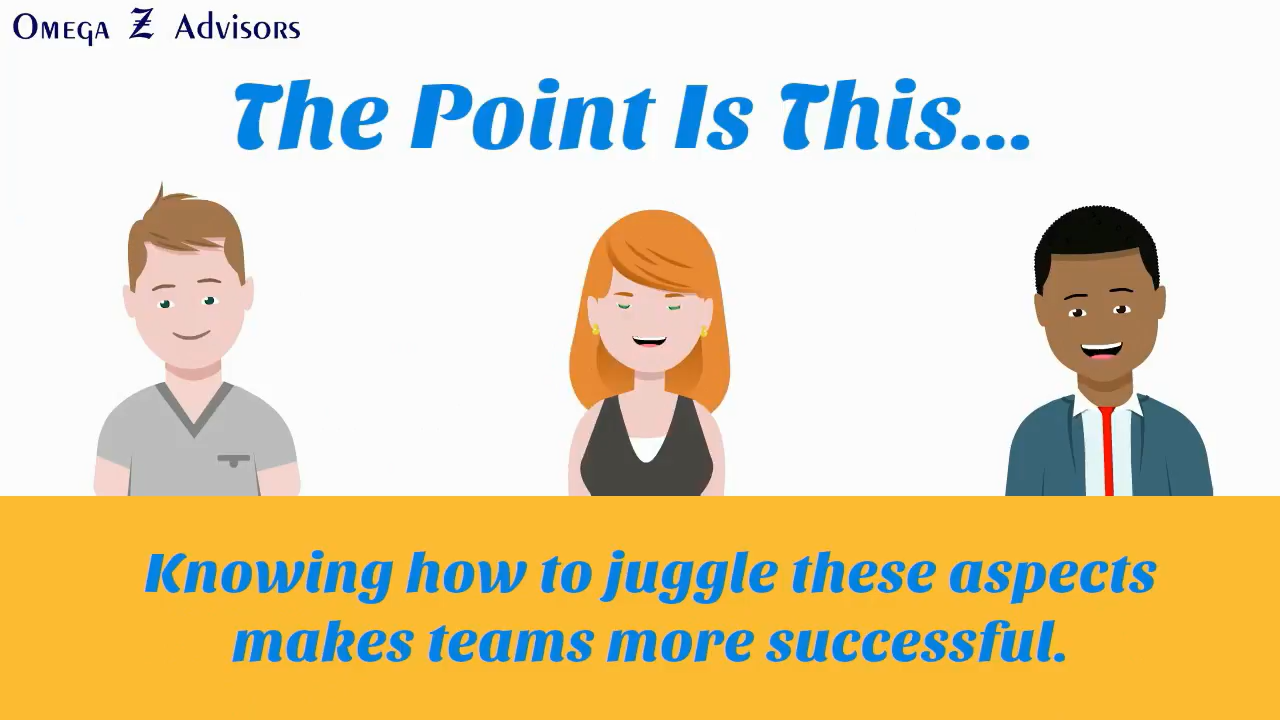 Omega Z Advisors
The Point Is This...
Knowing how to juggle these aspects
makes teams more successful.